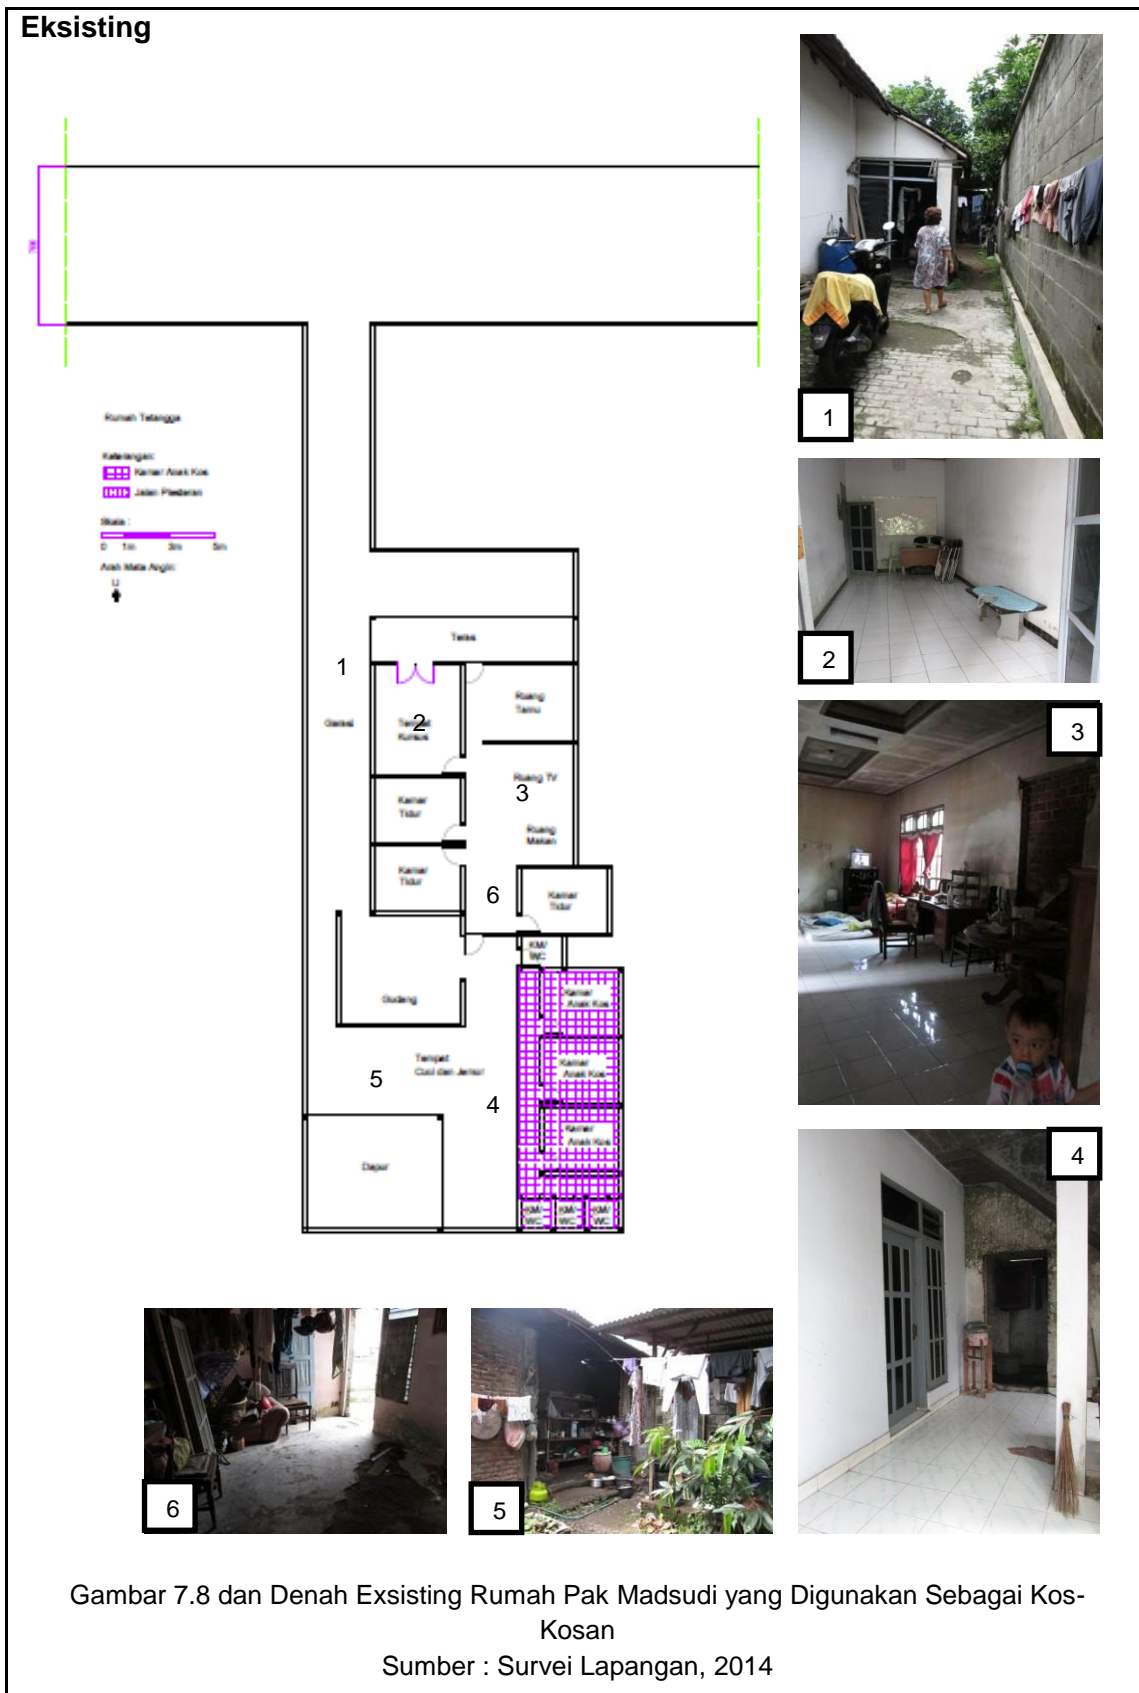 Eksisting
1
2
3
4
700
Rumah Tetangga
Keterangan:
Kamar Anak Kos
Jalan Plesteran
Skala :
0 1m 3m 5m
Arah Mata Angin:
U
Teras
1
Ruang
Tamu
Garasi
2
Tempat
Kursus
Ruang TV
3
Kamar
Tidur
Ruang
Makan
Kamar
Tidur
6
Kamar
Tidur
KM/
WC
Gudang
Kamar
Anak Kos
Tempat
Cuci dan Jemur
5
Kamar
Anak Kos
4
Kamar
Anak Kos
Dapur
KM/
WC
KM/
WC
KM/
WC
6
5
Gambar 7.8 dan Denah Exsisting Rumah Pak Madsudi yang Digunakan Sebagai Kos-
Kosan
Sumber : Survei Lapangan, 2014